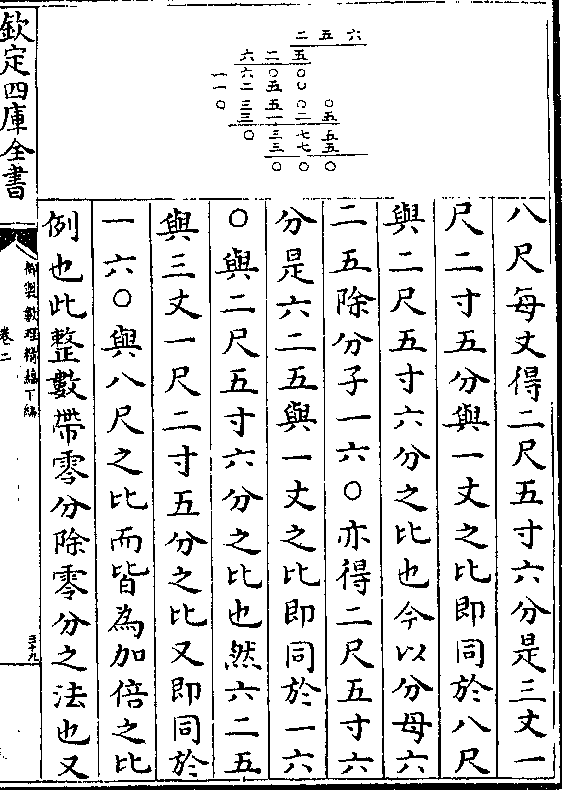 二五六
六二五
一六〇〇
一二五〇
〇三五〇〇
三一二五
〇三七五
三七五
〇〇〇
八尺每丈得二尺五寸六分是三丈一
尺二寸五分與一丈之比即同於八尺
與二尺五寸六分之比也今以分母六
二五除分子一六〇亦得二尺五寸六
分是六二五與一丈之比即同於一六
〇與二尺五寸六分之比也然六二五
與三丈一尺二寸五分之比又即同於
一六〇與八尺之比而皆為加倍之比
例也此整數帶零分除零分之法也又
欽定四庫全書
御製數理精蘊下編
卷二
三十九